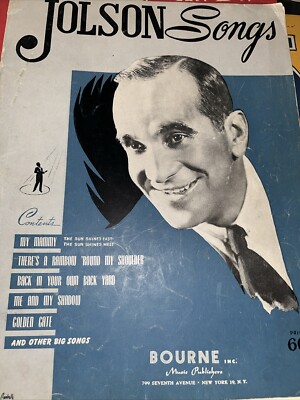 JOLSON Songs
Contents
MY MAMMY THE SUN SHINES EAST
THE SUN SHINES WEST
THERE'S A RAINBOW 'ROUND MY SHOULDER
BACK IN YOUR OWN BACK YARD
ME AND MY SHADOW
GOLDEN GATE
AND OTHER BIG SONGS
BOURNE INC.
Music Publishers
799 SEVENTH AVENUE • NEW YORK 19, N.Y.